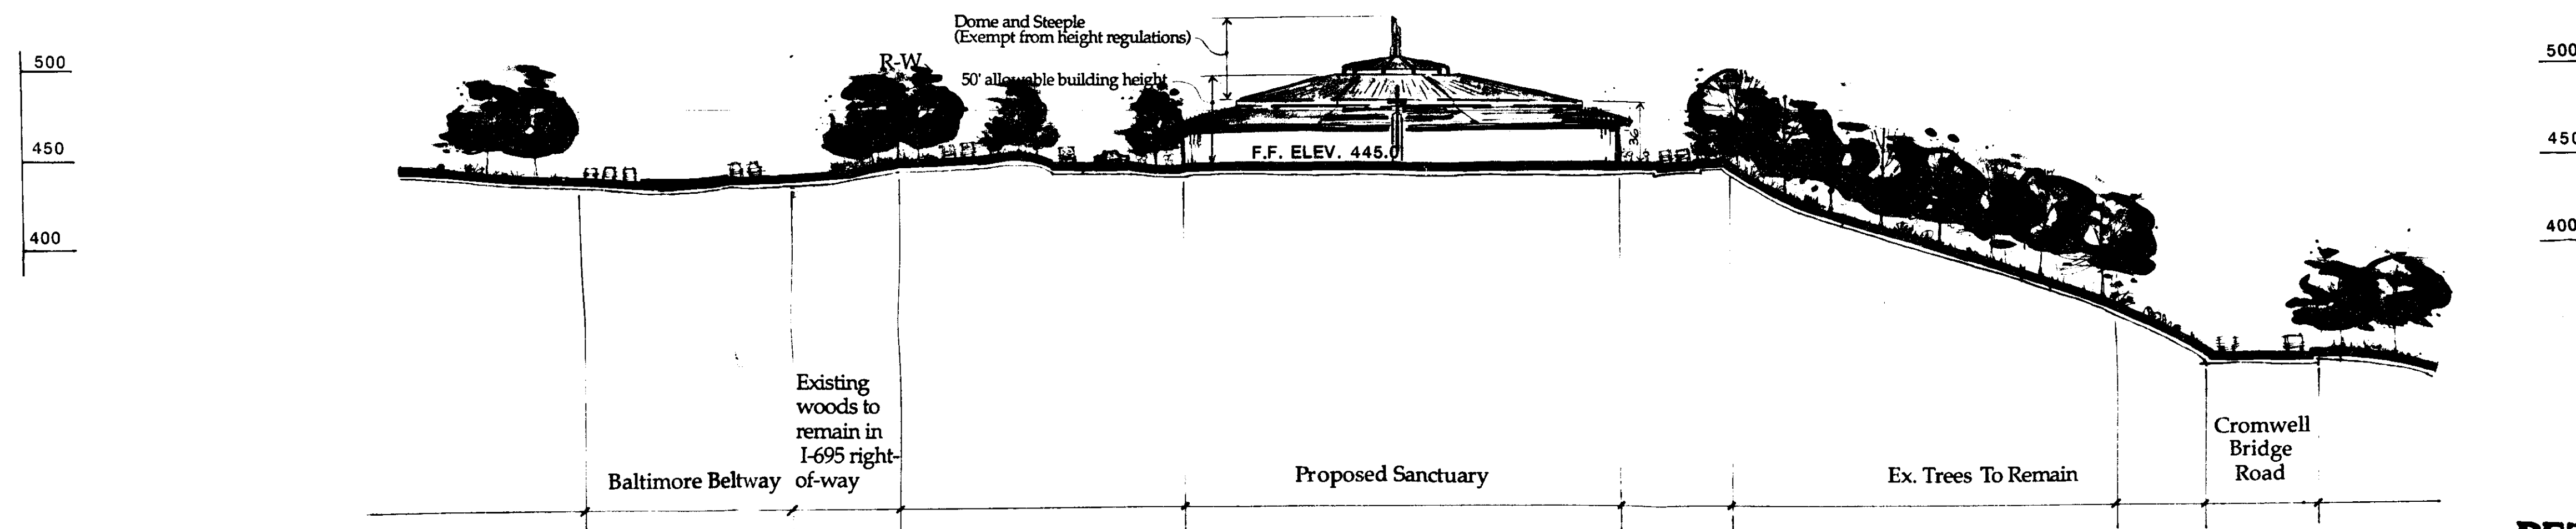 Dome and Steeple
(Exempt from height regulations)
R-W
50' allowable building height
500
450
400
500
450
400
36'
F.F. ELEV. 445.0
Existing
woods to
remain in
I-695 right-
of-way
Baltimore Beltway
Proposed Sanctuary
Ex. Trees To Remain
Cromwell
Bridge
Road